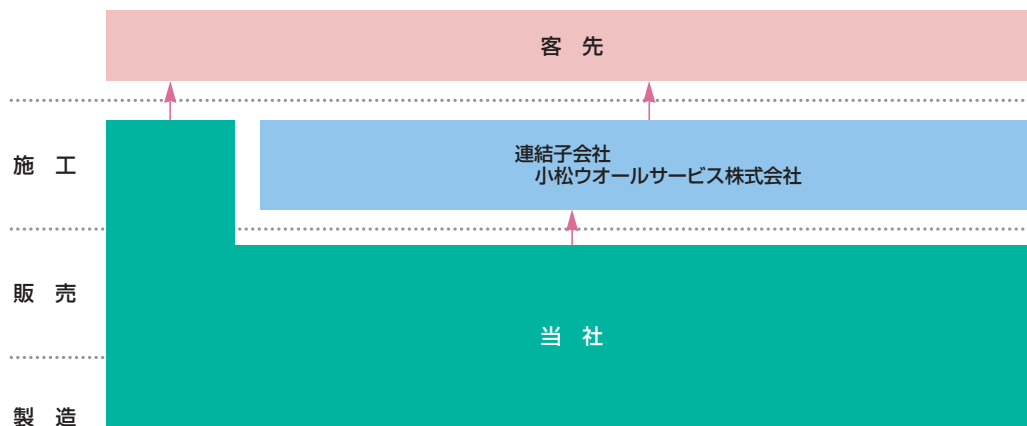 客 先
施 工
連結子会社
小松ウオールサービス株式会社
販 売
当 社
製 造